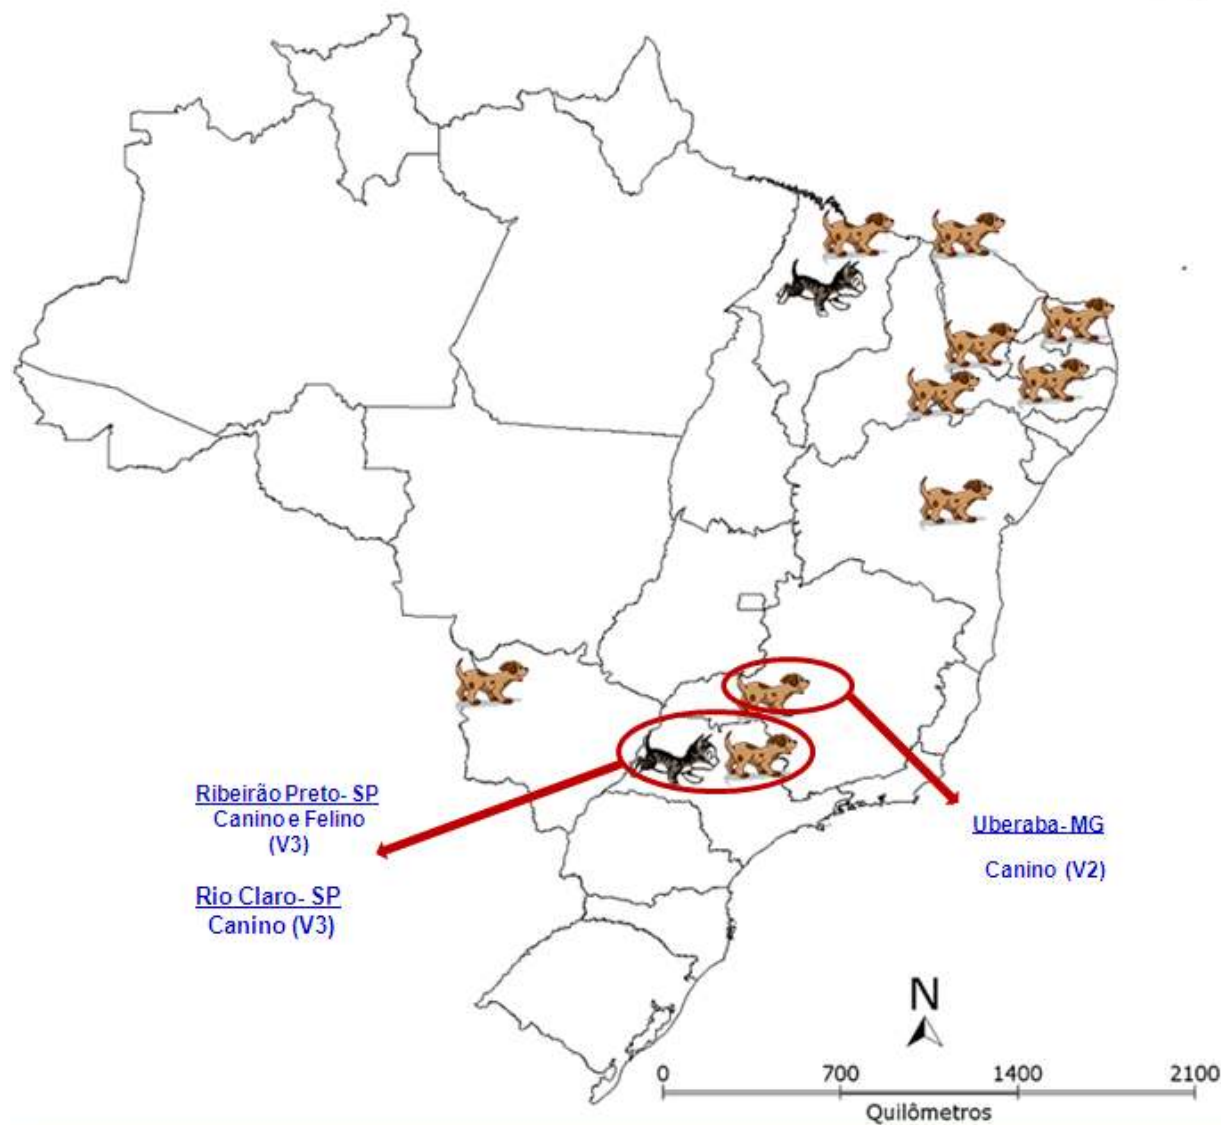 Ribeirão Preto- SP
Canino e Felino
(V3)
Rio Claro- SP
Canino (V3)
Uberaba- MG
Canino (V2)
N
0 700 1400 2100
Quilômetros